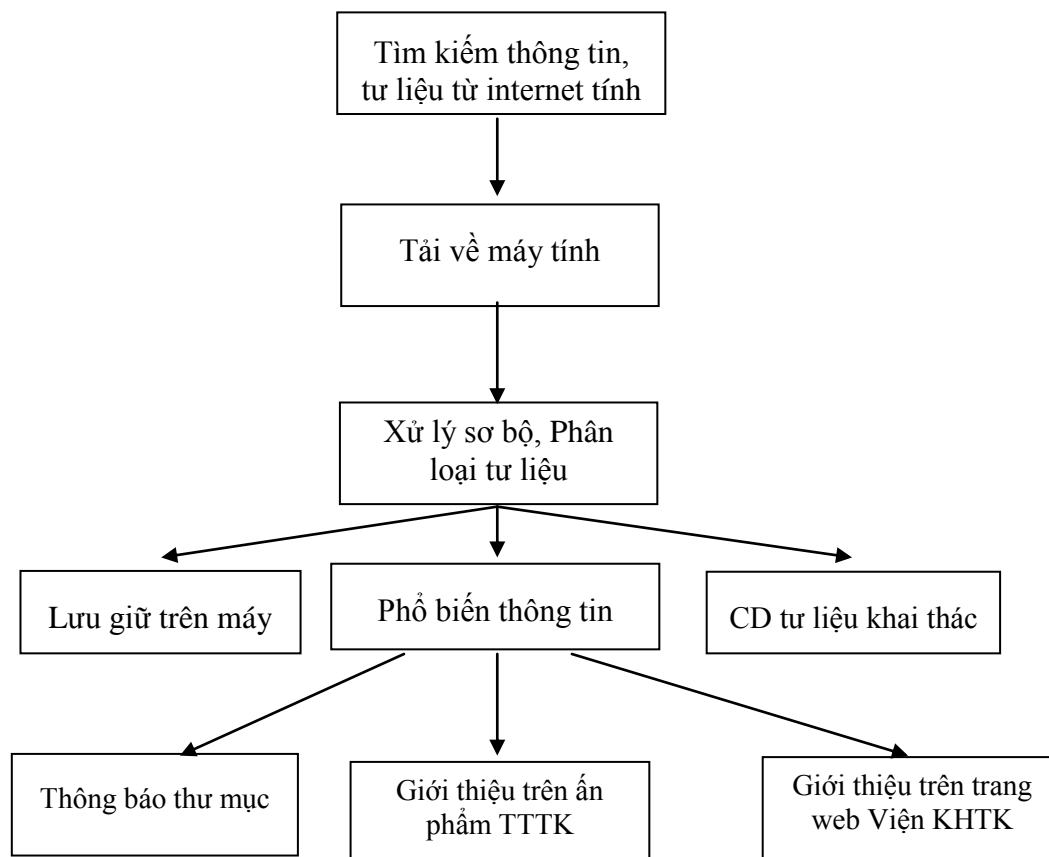 Tìm kiếm thông tin,
tư liệu từ internet tính
Tải về máy tính
Xử lý sơ bộ, Phân
loại tư liệu
Lưu giữ trên máy
Phổ biến thông tin
CD tư liệu khai thác
Thông báo thư mục
Giới thiệu trên ấn
phẩm TTTK
Giới thiệu trên trang
web Viện KHTK